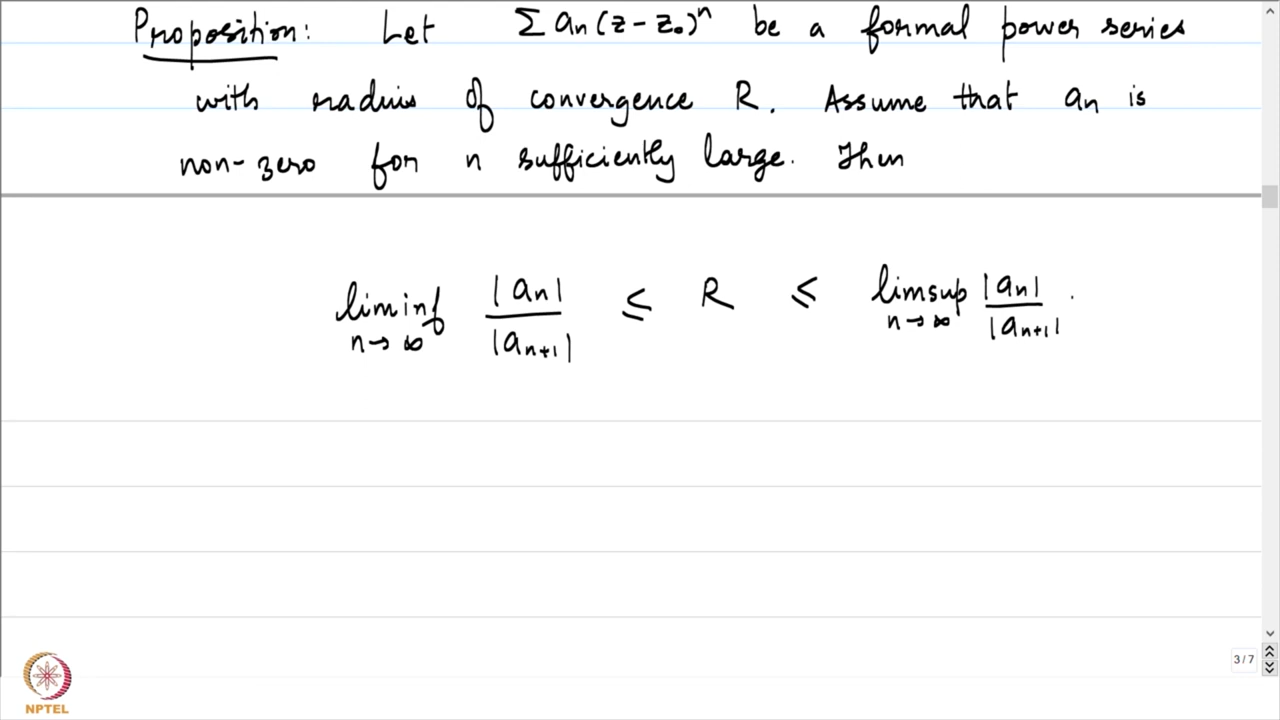 Proposition: Let Σ an (z - z₀)ⁿ be a formal power series
with radius of convergence R. Assume that an is
non-zero for n sufficiently large. Then
liminf n→∞ |an| / |an+1| ≤ R ≤ limsup n→∞ |an| / |an+1| .
3 / 7
NPTEL